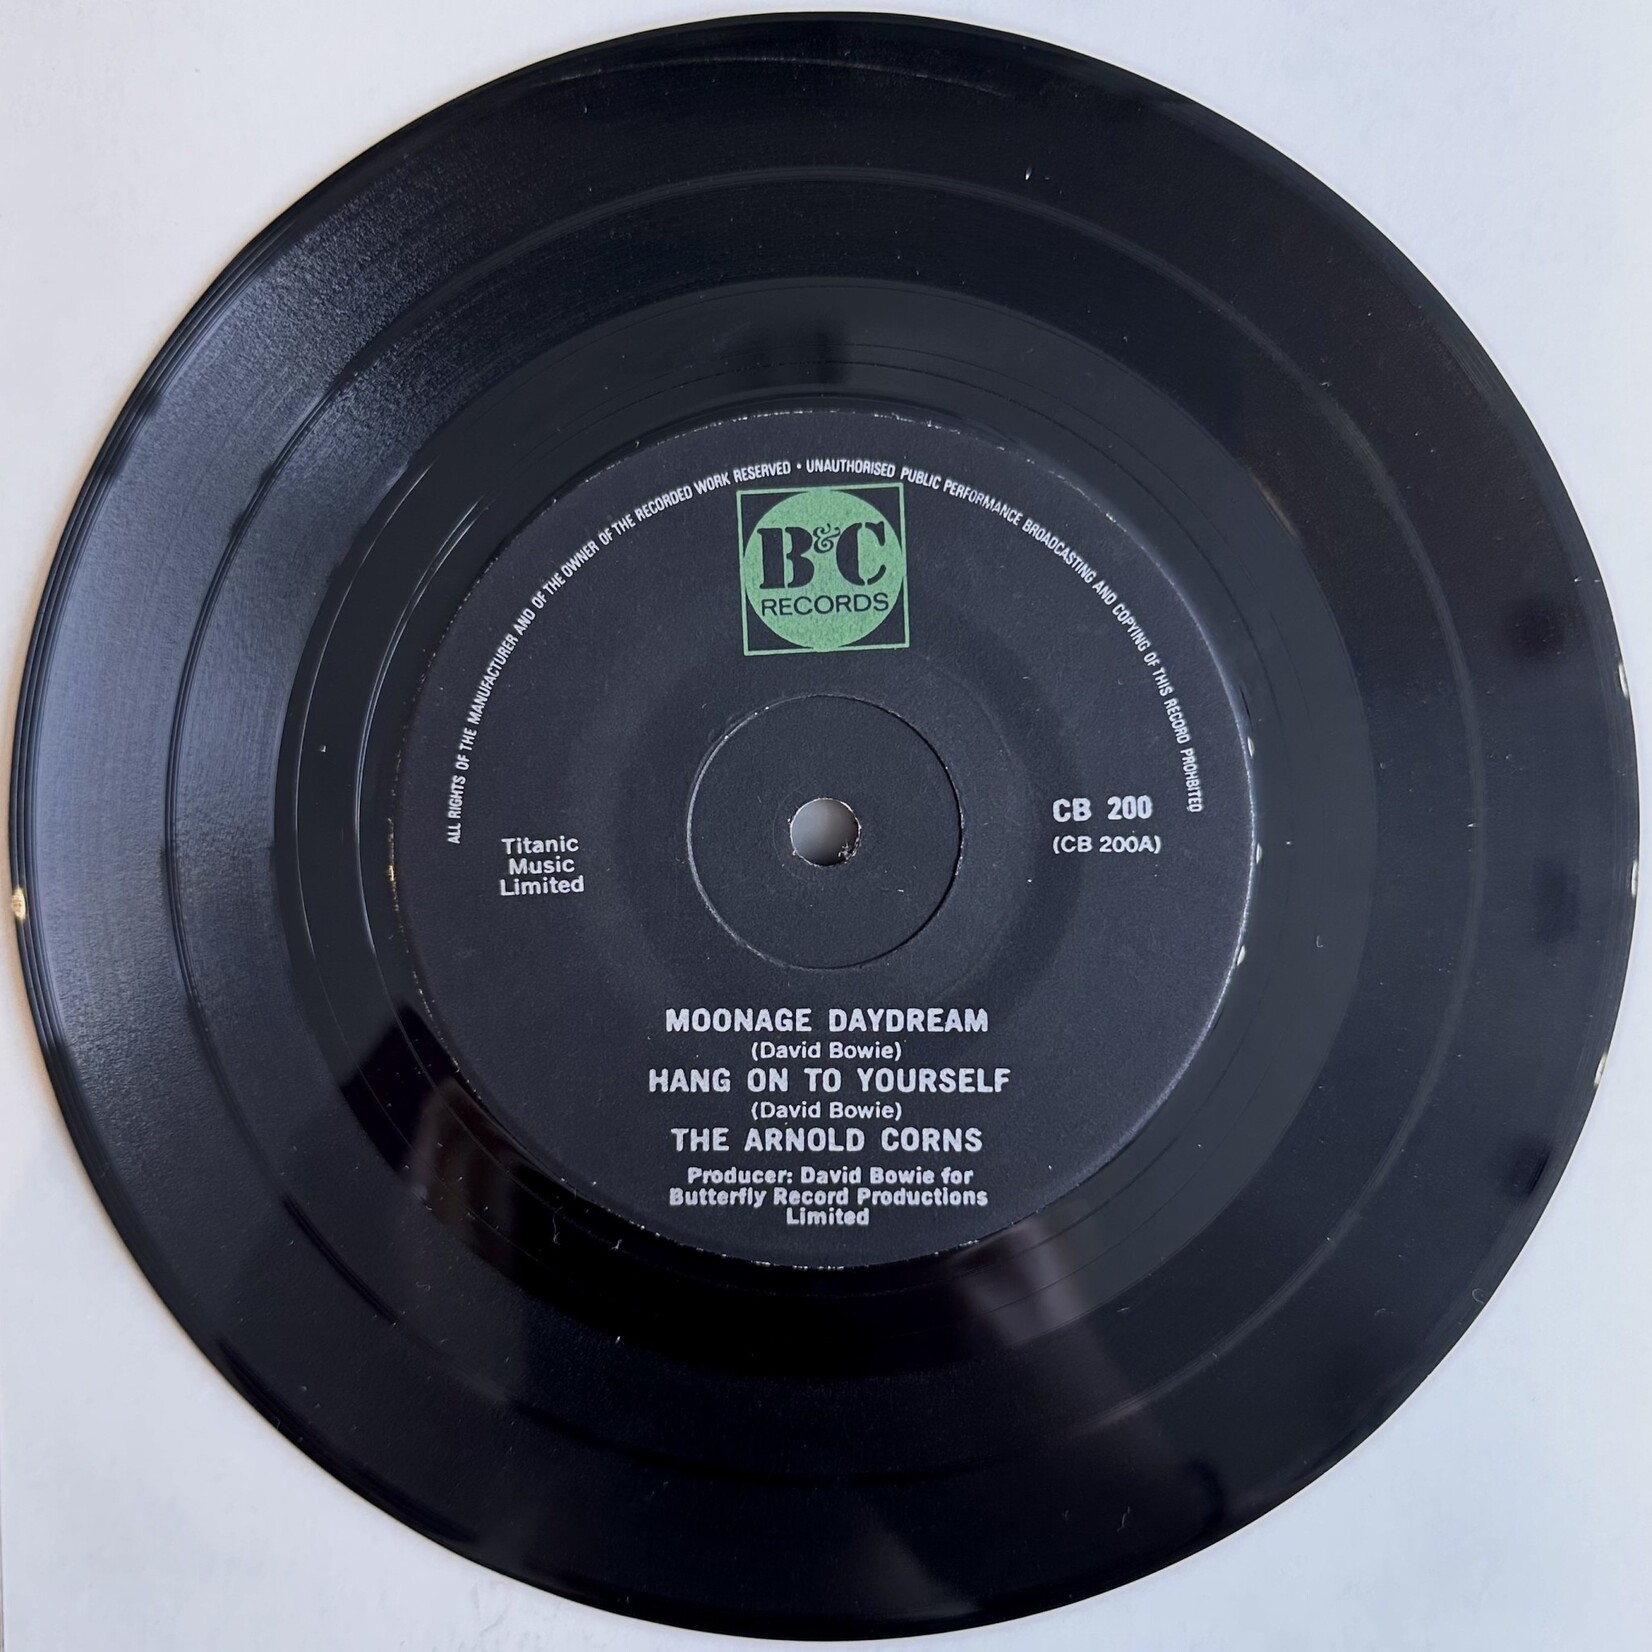 ALL RIGHTS OF THE MANUFACTURER AND OF THE OWNER OF THE RECORDED WORK RESERVED • UNAUTHORISED PUBLIC PERFORMANCE BROADCASTING AND COPYING OF THIS RECORD PROHIBITED
B&C
RECORDS
CB 200
(CB 200A)
Titanic
Music
Limited
MOONAGE DAYDREAM
(David Bowie)
HANG ON TO YOURSELF
(David Bowie)
THE ARNOLD CORNS
Producer: David Bowie for
Butterfly Record Productions
Limited